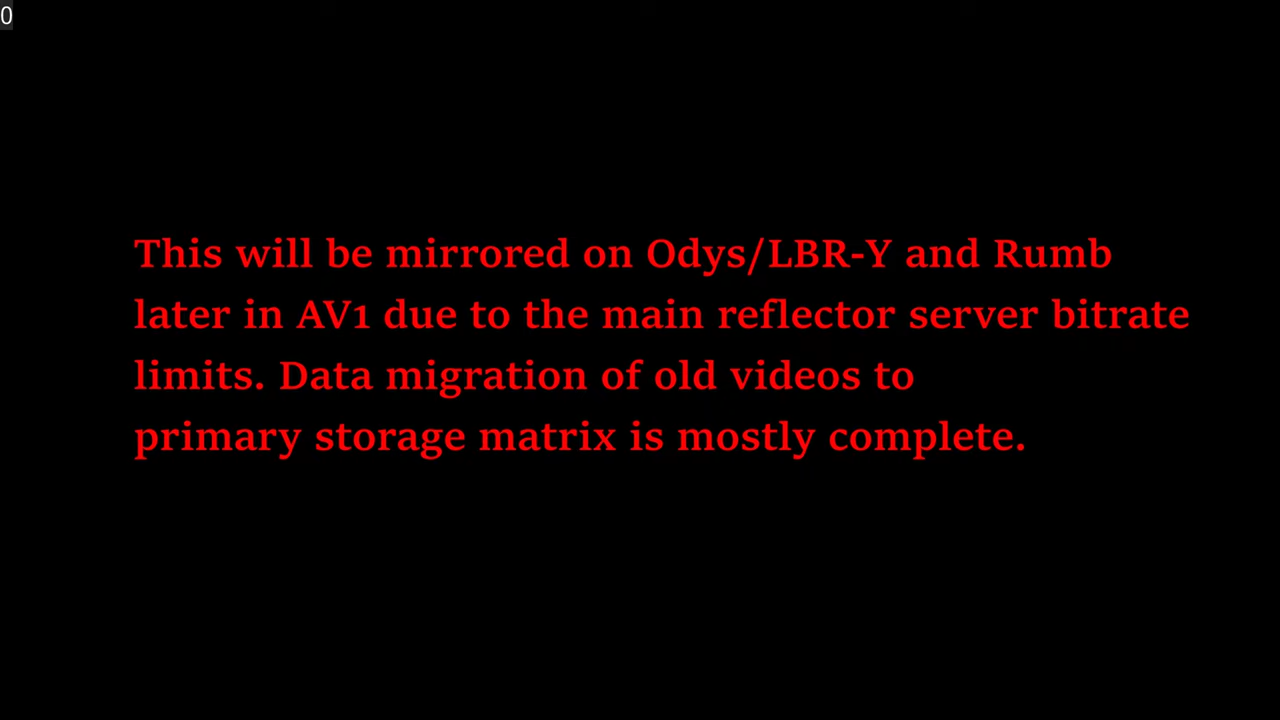 0
This will be mirrored on Odys/LBR-Y and Rumb
later in AV1 due to the main reflector server bitrate
limits. Data migration of old videos to
primary storage matrix is mostly complete.